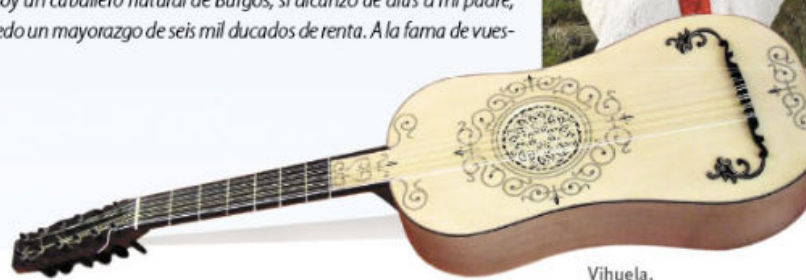 oy un caballero natural de Burgos, si alcanzo de días a mi padre,
edo un mayorazgo de seis mil ducados de renta. A la fama de vues-
Vihuela.